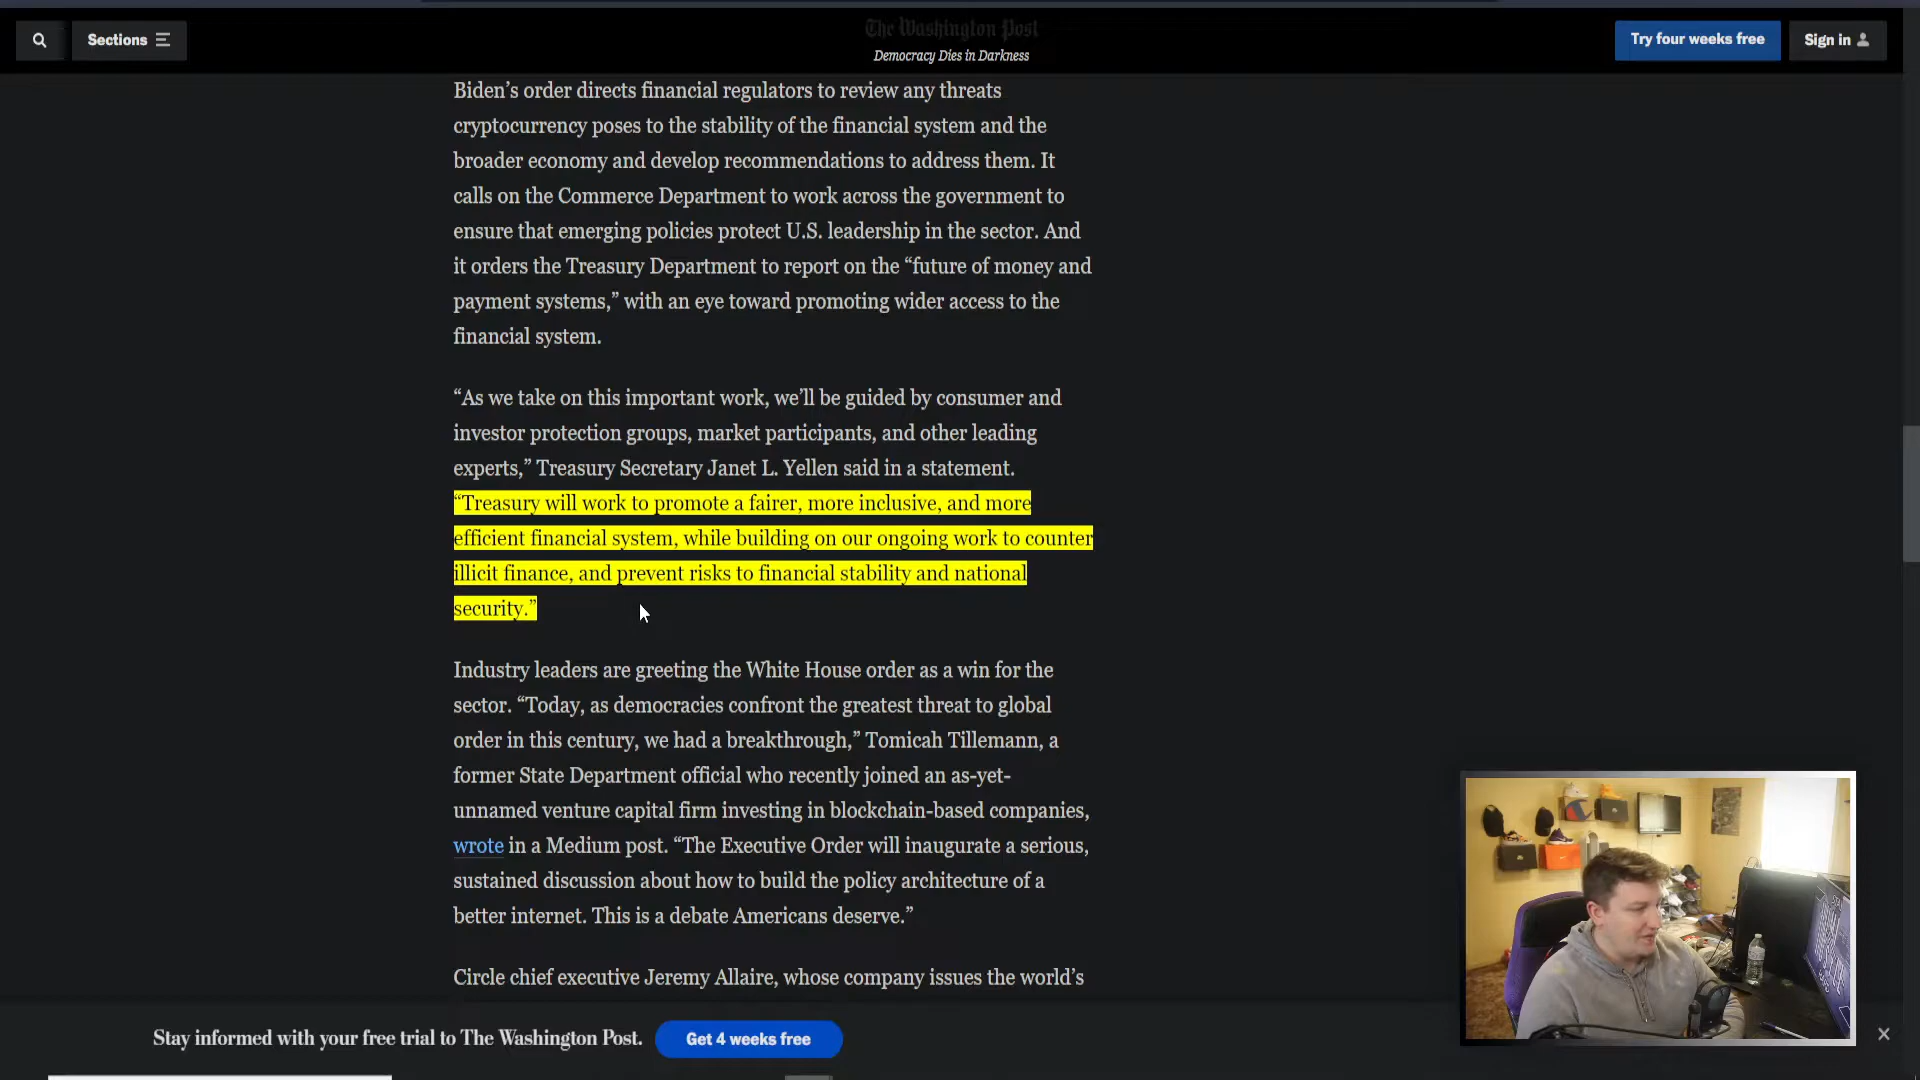 Sections
The Washington Post
Democracy Dies in Darkness
Try four weeks free
Sign in
Biden’s order directs financial regulators to review any threats
cryptocurrency poses to the stability of the financial system and the
broader economy and develop recommendations to address them. It
calls on the Commerce Department to work across the government to
ensure that emerging policies protect U.S. leadership in the sector. And
it orders the Treasury Department to report on the “future of money and
payment systems,” with an eye toward promoting wider access to the
financial system.
“As we take on this important work, we’ll be guided by consumer and
investor protection groups, market participants, and other leading
experts,” Treasury Secretary Janet L. Yellen said in a statement.
“Treasury will work to promote a fairer, more inclusive, and more
efficient financial system, while building on our ongoing work to counter
illicit finance, and prevent risks to financial stability and national
security.”
Industry leaders are greeting the White House order as a win for the
sector. “Today, as democracies confront the greatest threat to global
order in this century, we had a breakthrough,” Tomicah Tillemann, a
former State Department official who recently joined an as-yet-
unnamed venture capital firm investing in blockchain-based companies,
wrote in a Medium post. “The Executive Order will inaugurate a serious,
sustained discussion about how to build the policy architecture of a
better internet. This is a debate Americans deserve.”
Circle chief executive Jeremy Allaire, whose company issues the world’s
Stay informed with your free trial to The Washington Post.
Get 4 weeks free